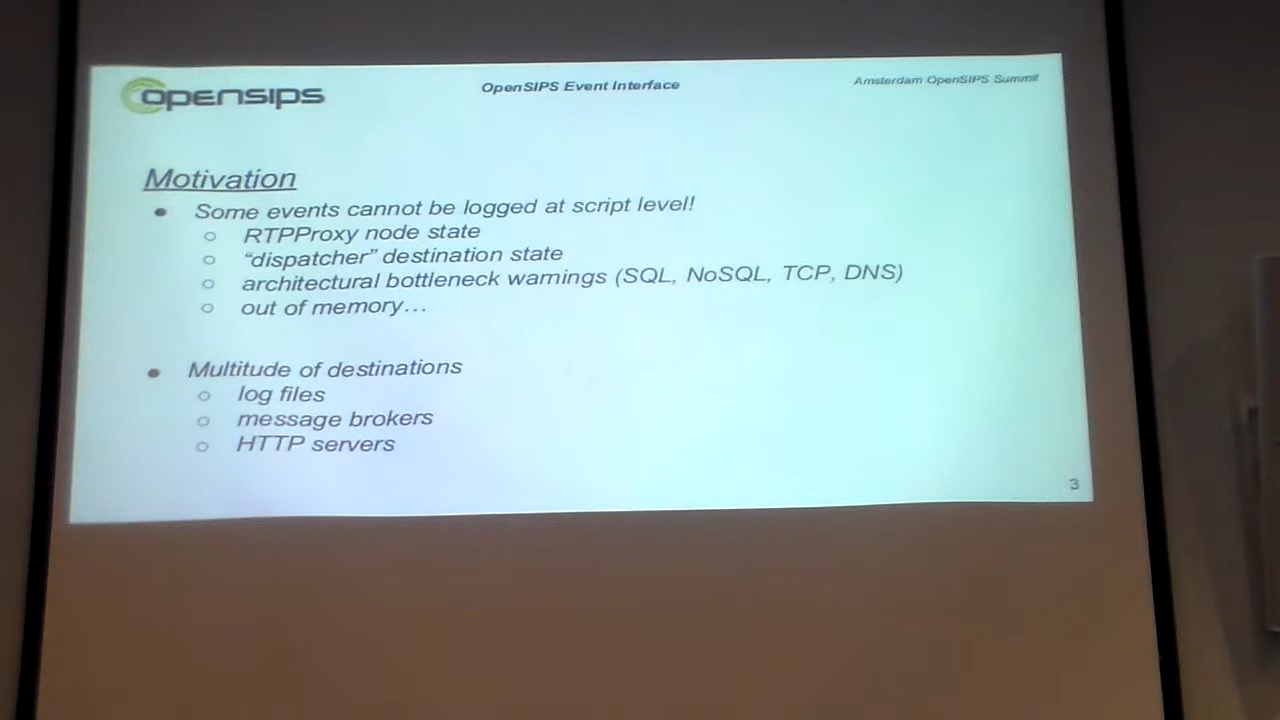 opensips
OpenSIPS Event Interface
Amsterdam OpenSIPS Summit
Motivation
● Some events cannot be logged at script level!
○ RTPProxy node state
○ “dispatcher” destination state
○ architectural bottleneck warnings (SQL, NoSQL, TCP, DNS)
○ out of memory…
● Multitude of destinations
○ log files
○ message brokers
○ HTTP servers
3